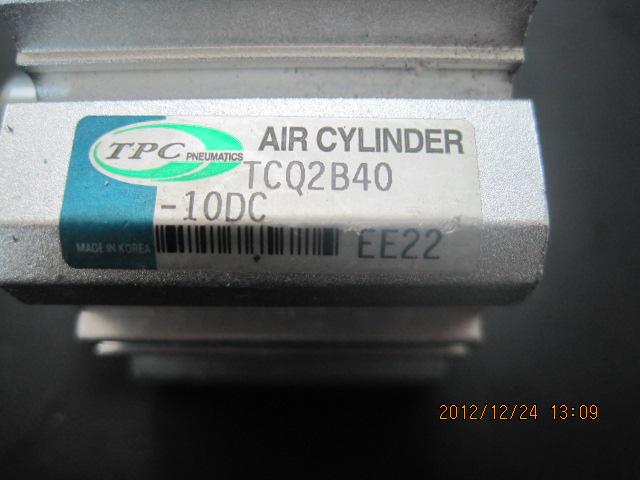 TPC PNEUMATICS
AIR CYLINDER
TCQ2B40
-10DC
MADE IN KOREA
EE22
2012/12/24 13:09